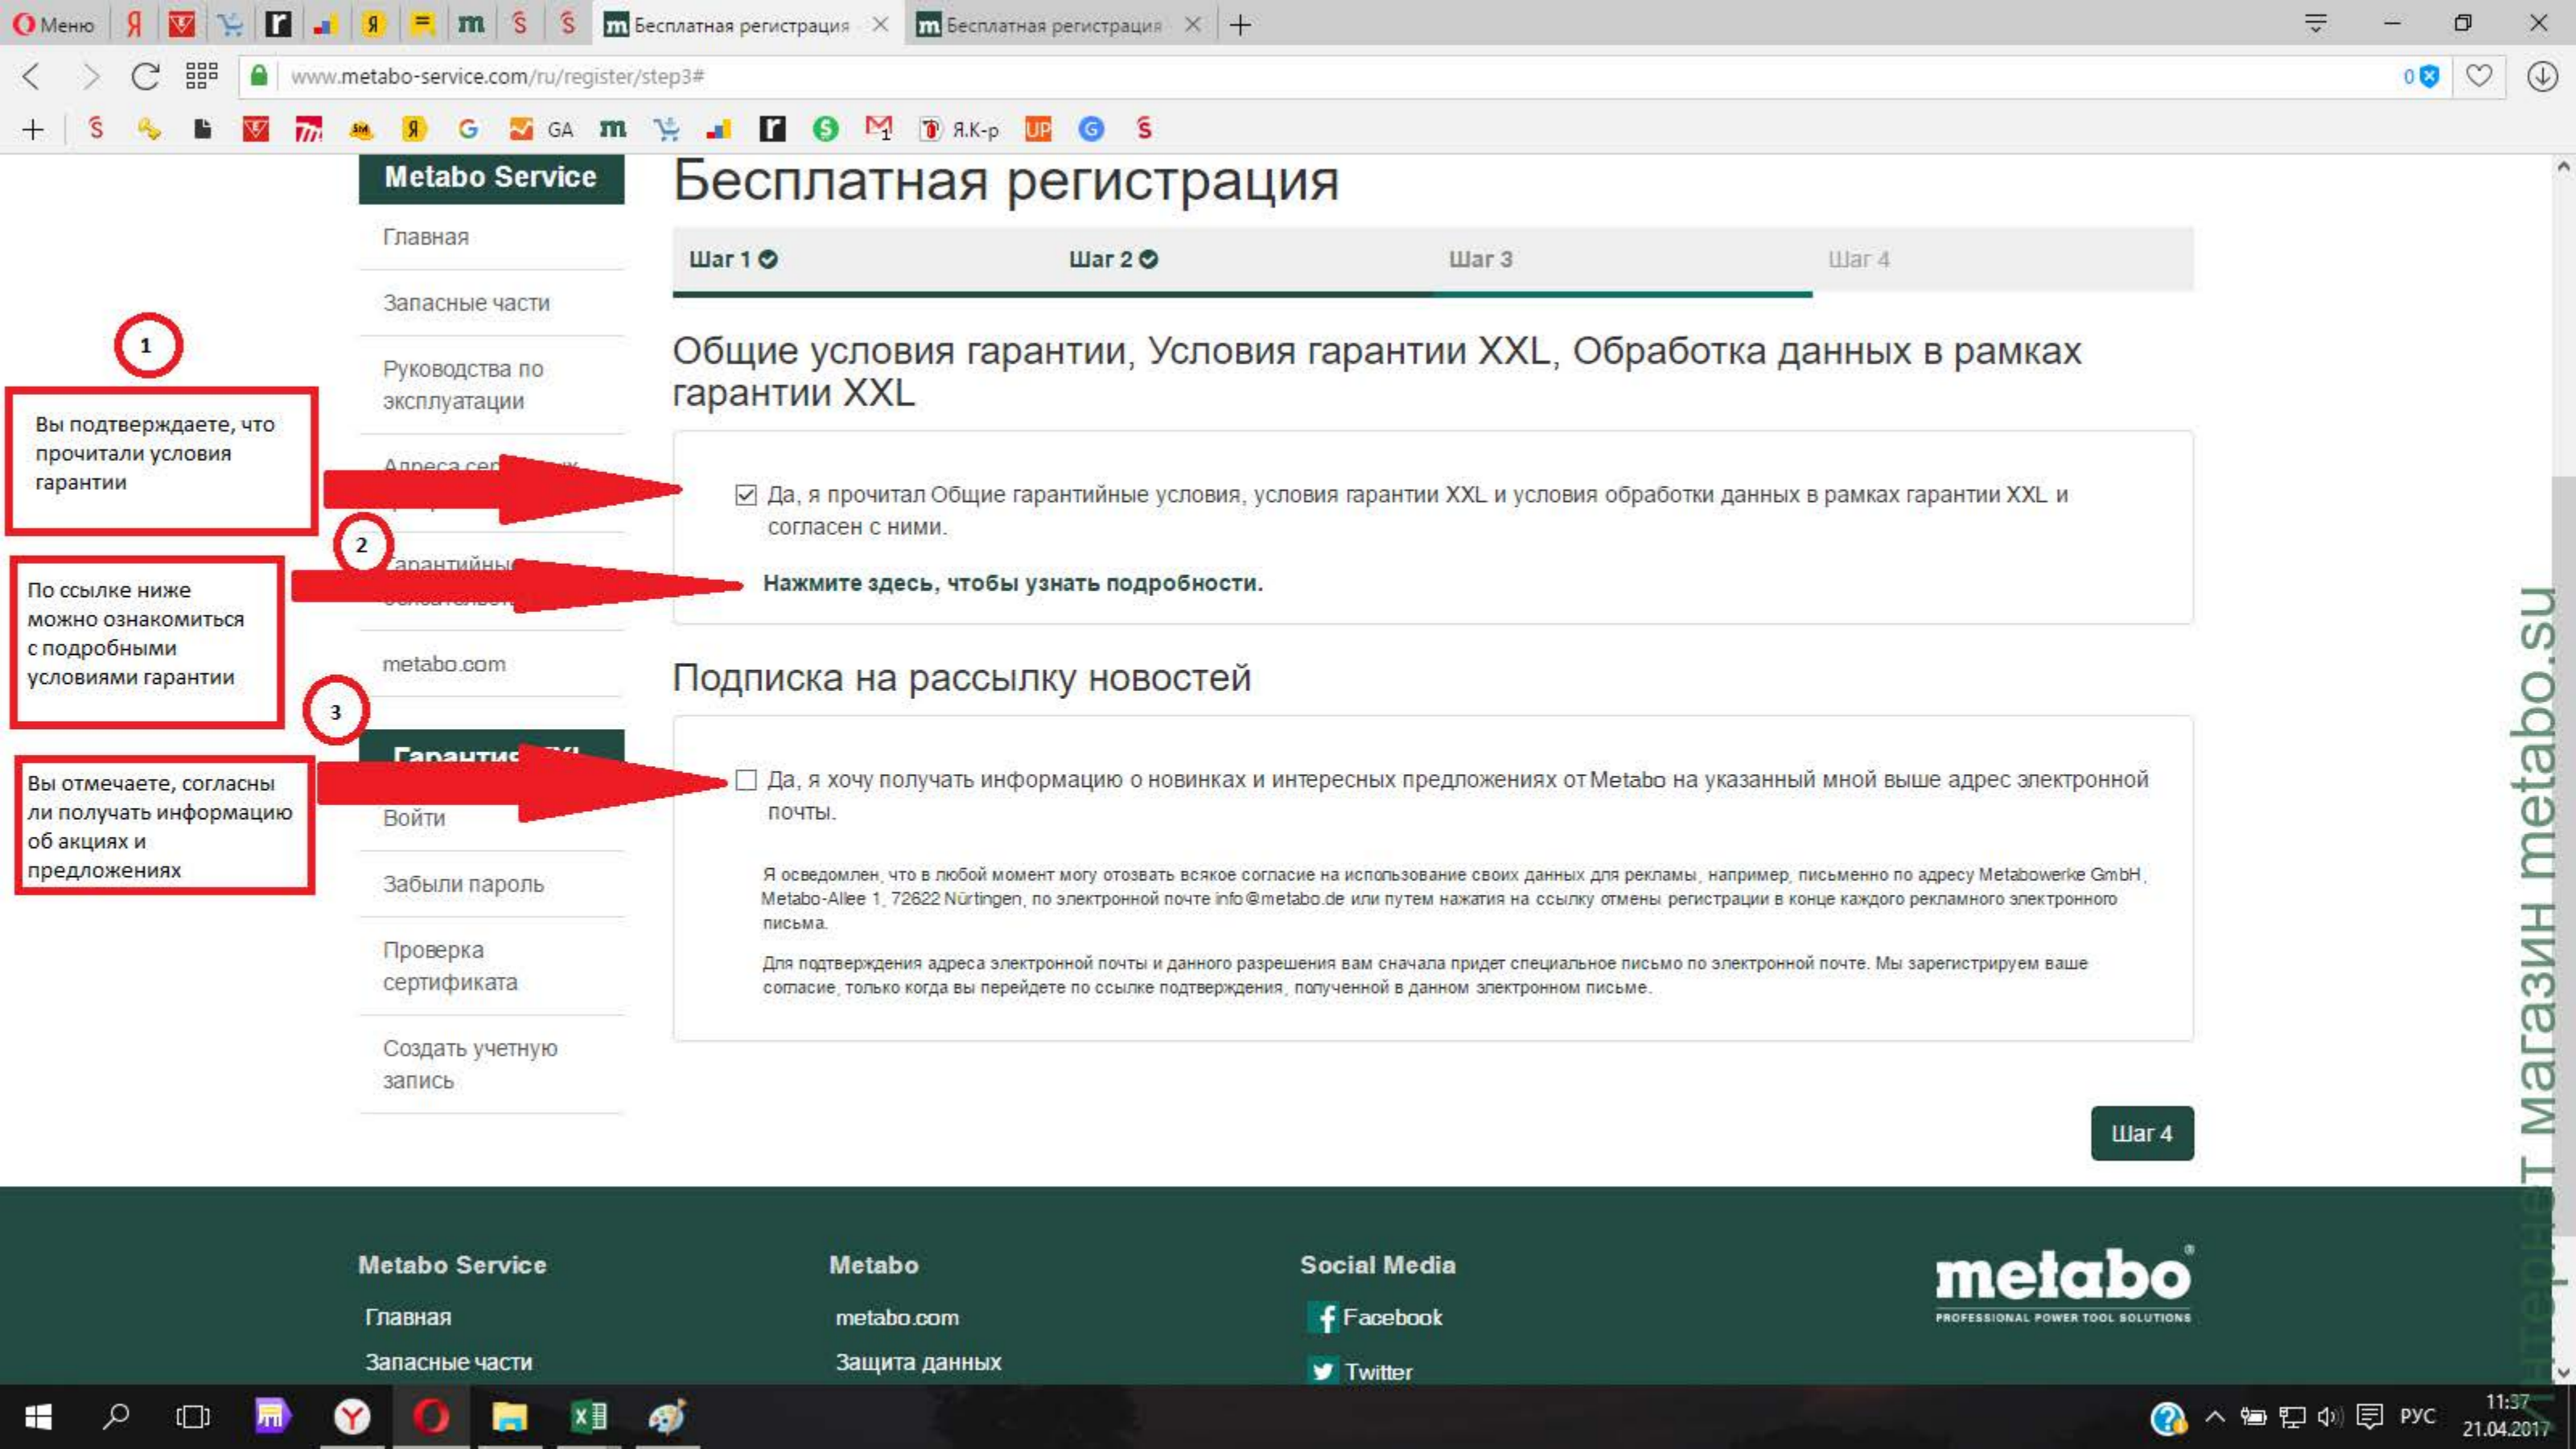 Меню
Бесплатная регистрация
Бесплатная регистрация
www.metabo-service.com/ru/register/step3#
0
GA
Я.К-р
UP
Metabo Service
Главная
Запасные части
Руководства по
эксплуатации
metabo.com
Войти
Забыли пароль
Проверка
сертификата
Создать учетную
запись
1
Вы подтверждаете, что
прочитали условия
гарантии
2
По ссылке ниже
можно ознакомиться
с подробными
условиями гарантии
3
Вы отмечаете, согласны
ли получать информацию
об акциях и
предложениях
Бесплатная регистрация
Шаг 1
Шаг 2
Шаг 3
Шаг 4
Общие условия гарантии, Условия гарантии XXL, Обработка данных в рамках
гарантии XXL
Да, я прочитал Общие гарантийные условия, условия гарантии XXL и условия обработки данных в рамках гарантии XXL и
согласен с ними.
Нажмите здесь, чтобы узнать подробности.
Подписка на рассылку новостей
Да, я хочу получать информацию о новинках и интересных предложениях от Metabo на указанный мной выше адрес электронной
почты.
Я осведомлен, что в любой момент могу отозвать всякое согласие на использование своих данных для рекламы, например, письменно по адресу Metabowerke GmbH,
Metabo-Allee 1, 72622 Nürtingen, по электронной почте info@metabo.de или путем нажатия на ссылку отмены регистрации в конце каждого рекламного электронного
письма.
Для подтверждения адреса электронной почты и данного разрешения вам сначала придет специальное письмо по электронной почте. Мы зарегистрируем ваше
согласие, только когда вы перейдете по ссылке подтверждения, полученной в данном электронном письме.
Шаг 4
Metabo Service
Главная
Запасные части
Metabo
metabo.com
Защита данных
Social Media
Facebook
Twitter
metabo
PROFESSIONAL POWER TOOL SOLUTIONS
Интернет магазин metabo.su
РУС
11:37
21.04.2017